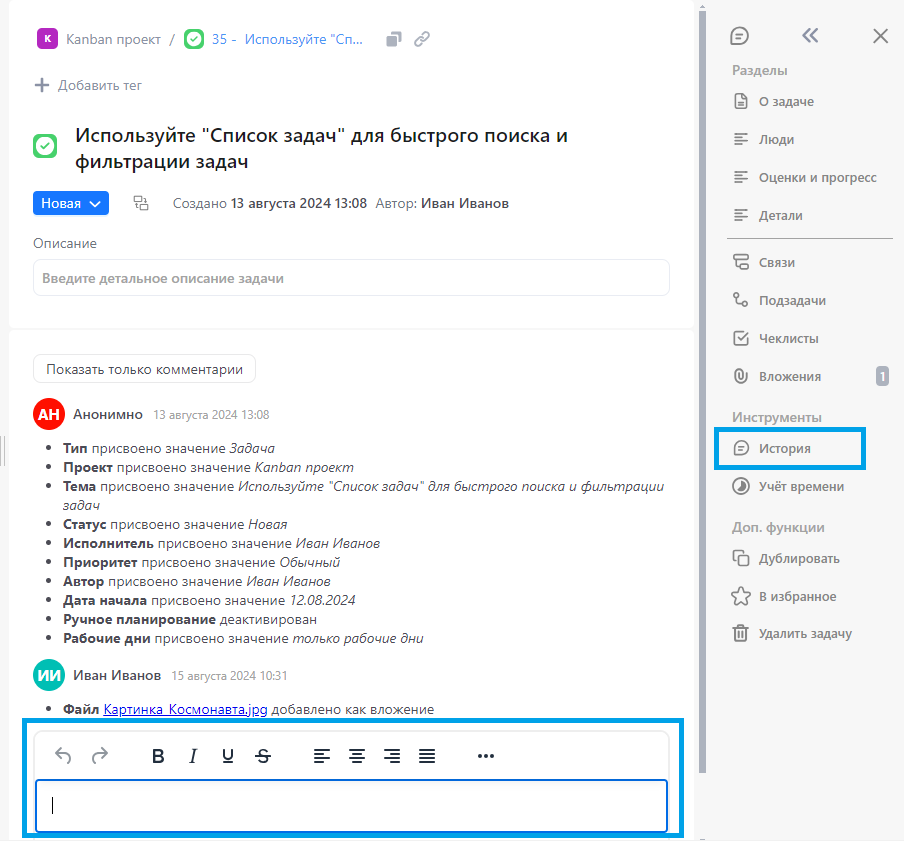 K Kanban проект / 35 - Используйте "Сп...
Добавить тег
Используйте "Список задач" для быстрого поиска и
фильтрации задач
Новая Создано 13 августа 2024 13:08 Автор: Иван Иванов
Описание
Введите детальное описание задачи
Показать только комментарии
АН Анонимно 13 августа 2024 13:08
• Тип присвоено значение Задача
• Проект присвоено значение Kanban проект
• Тема присвоено значение Используйте "Список задач" для быстрого поиска и фильтрации
задач
• Статус присвоено значение Новая
• Исполнитель присвоено значение Иван Иванов
• Приоритет присвоено значение Обычный
• Автор присвоено значение Иван Иванов
• Дата начала присвоено значение 12.08.2024
• Ручное планирование деактивирован
• Рабочие дни присвоено значение только рабочие дни
ИИ Иван Иванов 15 августа 2024 10:31
• Файл Картинка_Космонавта.jpg добавлено как вложение
B I U S ...
Разделы
О задаче
Люди
Оценки и прогресс
Детали
Связи
Подзадачи
Чеклисты
Вложения 1
Инструменты
История
Учёт времени
Доп. функции
Дублировать
В избранное
Удалить задачу